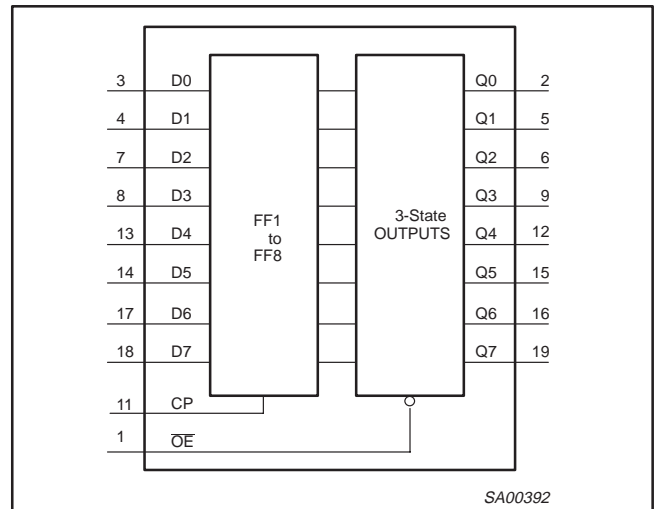 3 D0 Q0 2
4 D1 Q1 5
7 D2 Q2 6
8 D3 Q3 9
FF1
to
FF8
3-State
OUTPUTS
13 D4 Q4 12
14 D5 Q5 15
17 D6 Q6 16
18 D7 Q7 19
11 CP
1 O̅E̅
SA00392